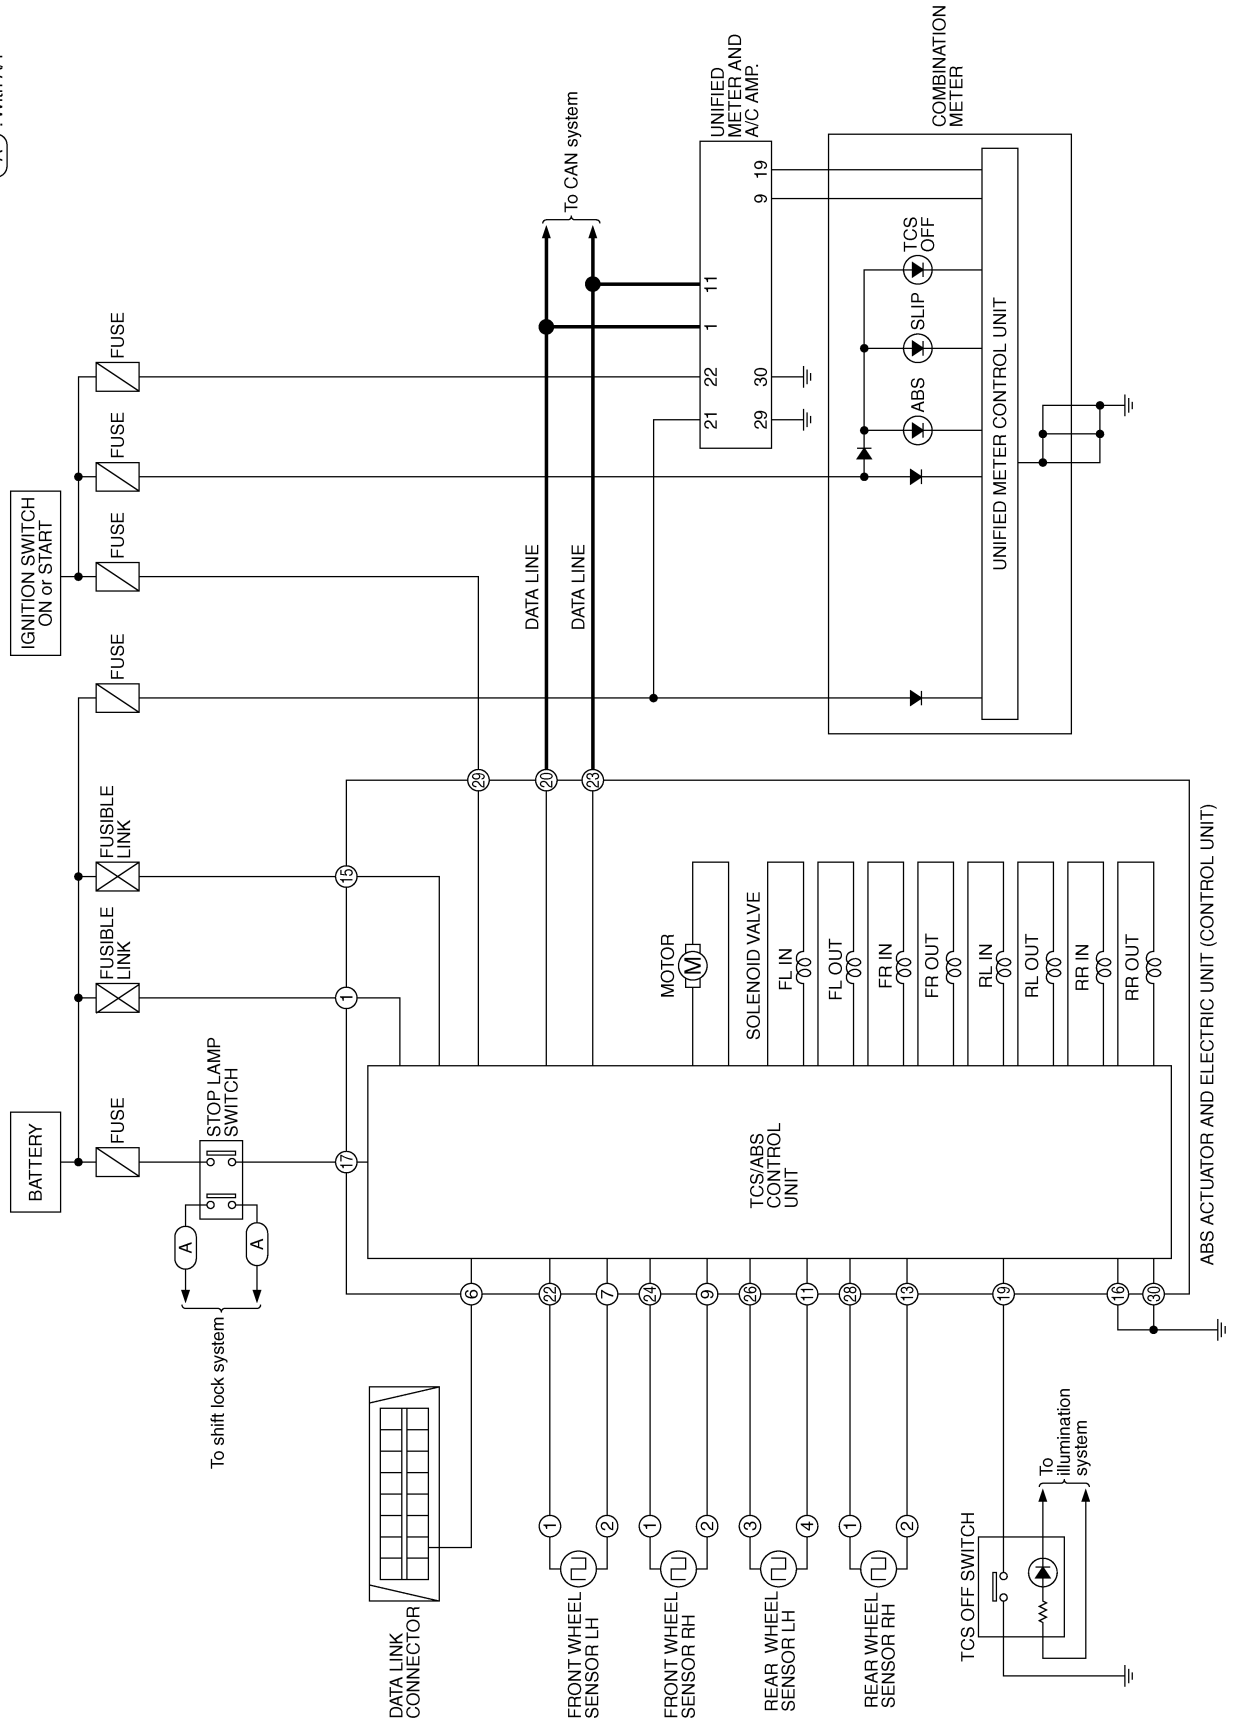 A : With A/T
BATTERY
IGNITION SWITCH
ON or START
FUSE
FUSIBLE
LINK
FUSIBLE
LINK
FUSE
FUSE
FUSE
FUSE
STOP LAMP
SWITCH
A
A
To shift lock system
17
1
15
29
20
23
DATA LINE
DATA LINE
To CAN system
DATA LINK
CONNECTOR
6
FRONT WHEEL
SENSOR LH
1
2
22
7
FRONT WHEEL
SENSOR RH
1
2
24
9
REAR WHEEL
SENSOR LH
3
4
26
11
REAR WHEEL
SENSOR RH
1
2
28
13
TCS OFF SWITCH
19
To
illumination
system
16
30
TCS/ABS
CONTROL
UNIT
MOTOR
M
SOLENOID VALVE
FL IN
FL OUT
FR IN
FR OUT
RL IN
RL OUT
RR IN
RR OUT
ABS ACTUATOR AND ELECTRIC UNIT (CONTROL UNIT)
UNIFIED
METER AND
A/C AMP.
21
22
1
11
29
30
9
19
COMBINATION
METER
ABS
SLIP
TCS
OFF
UNIFIED METER CONTROL UNIT